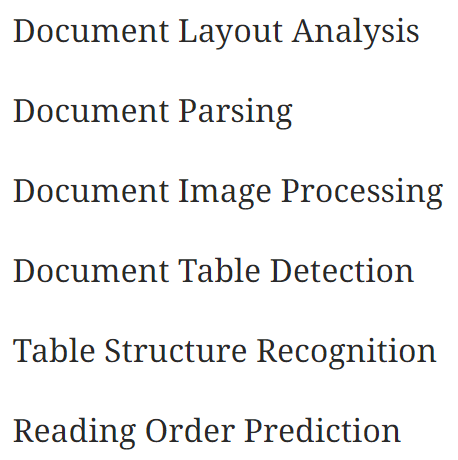 Document Layout Analysis
Document Parsing
Document Image Processing
Document Table Detection
Table Structure Recognition
Reading Order Prediction